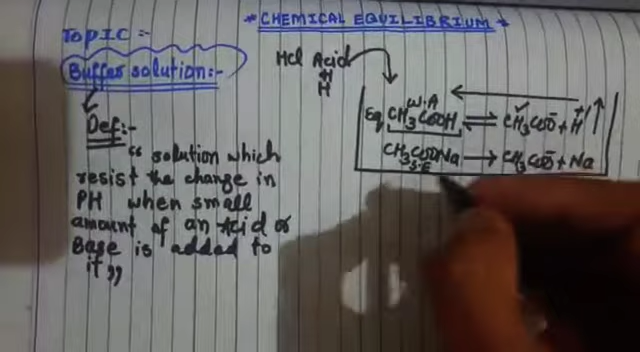 * CHEMICAL EQUILIBRIUM *
TOPIC :-
Buffer solution:-
Def:-
“ solution which
resist the change in
PH when small
amount of an Acid or
Base is added to
it ”
Hcl Acid
H
H
W.A
Eq CH₃COOH ⇌ CH₃COO⁻ + H⁺
CH₃COONa → CH₃COO⁻ + Na
S.E